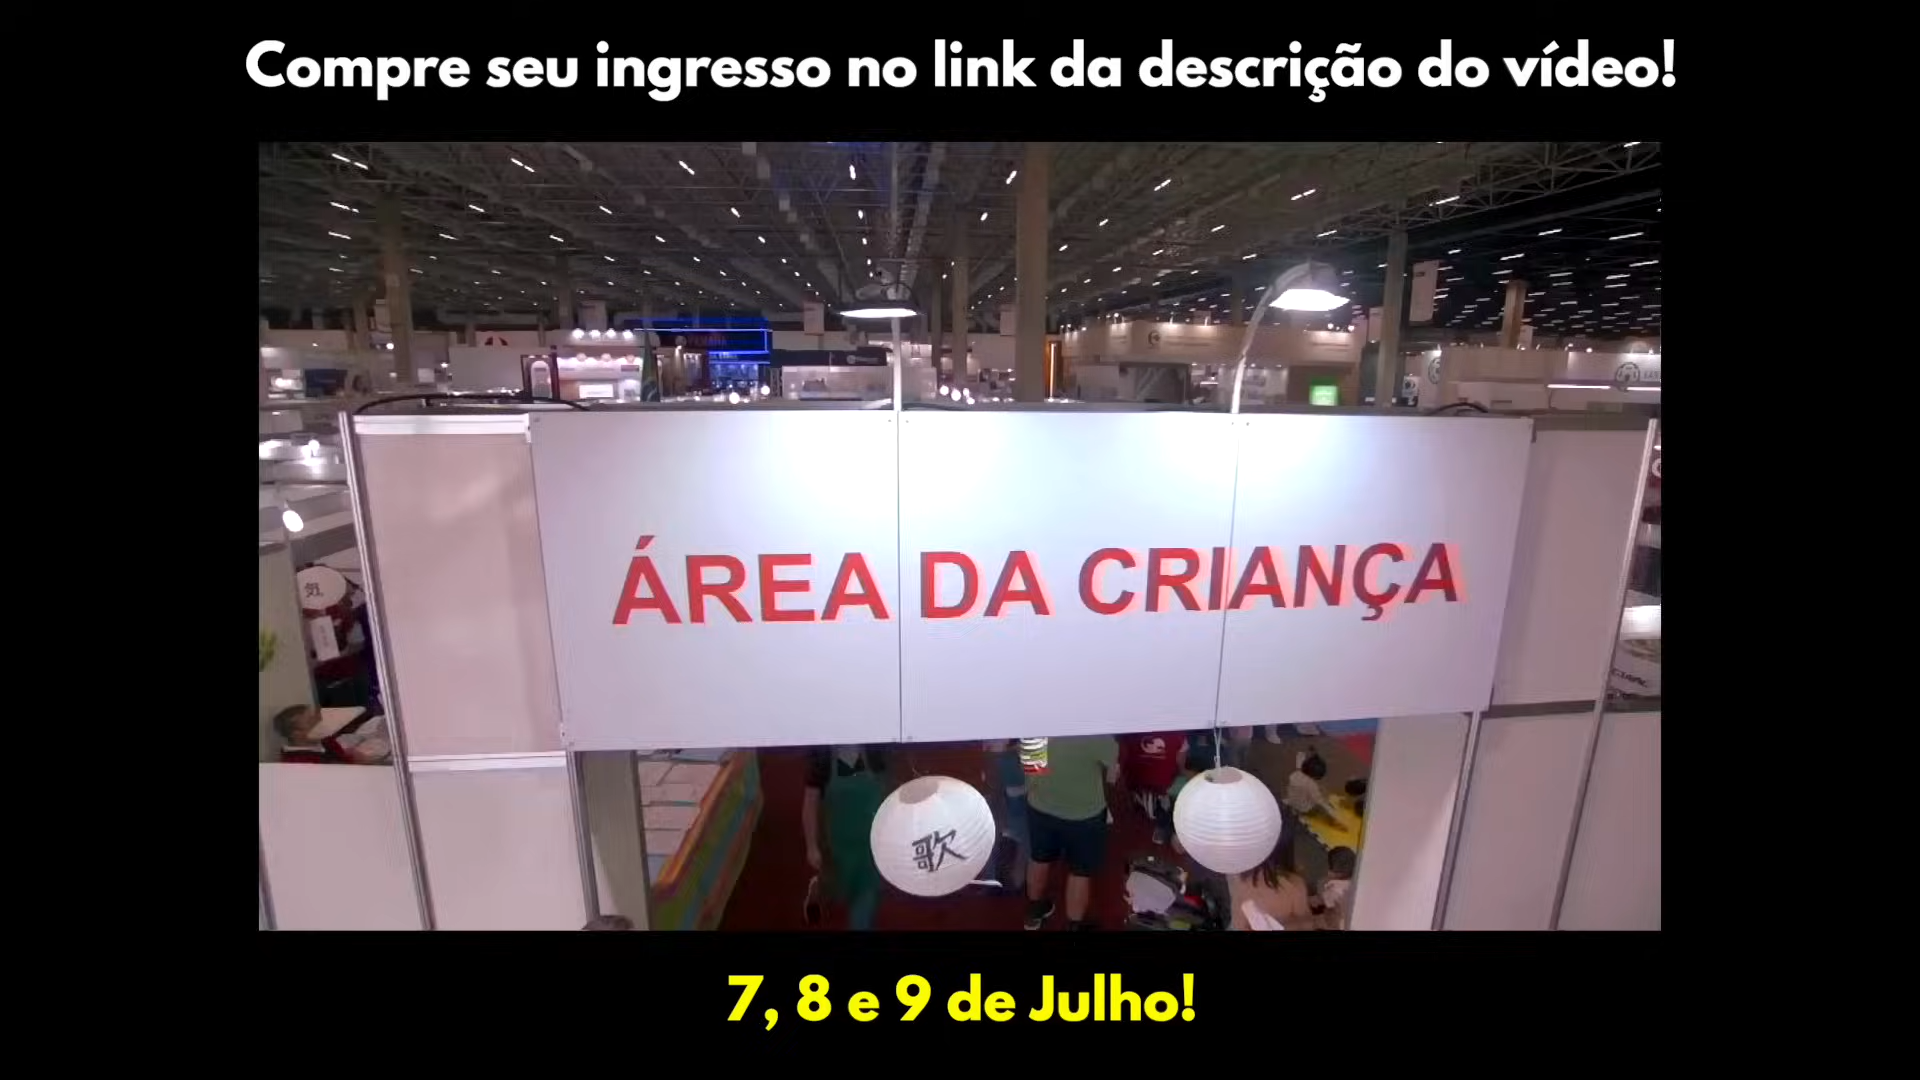 Compre seu ingresso no link da descrição do vídeo!
ÁREA DA CRIANÇA
歌
7, 8 e 9 de Julho!